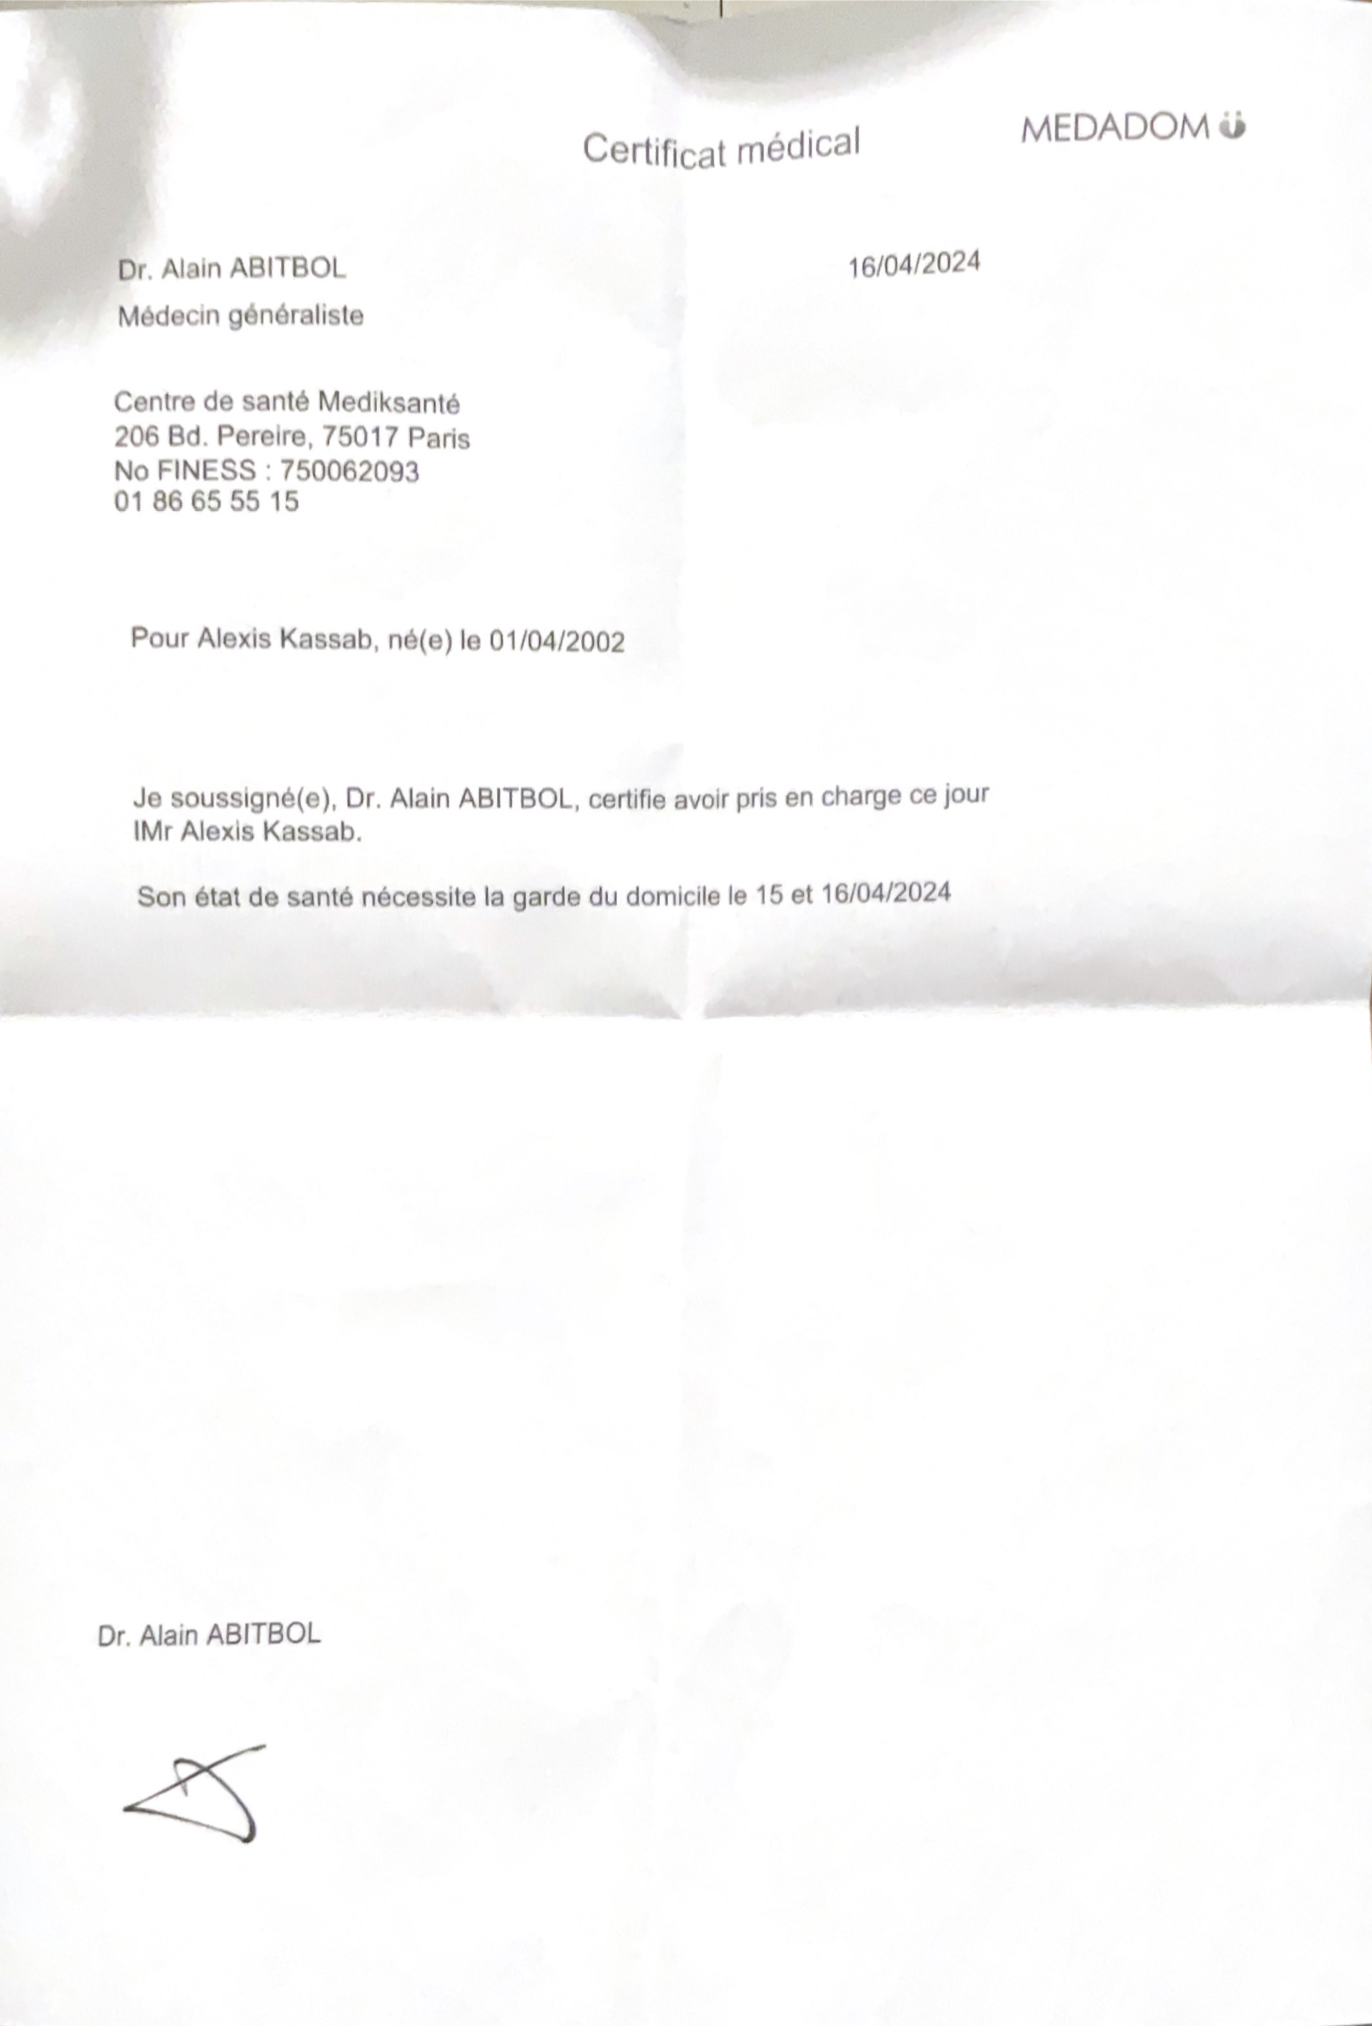 Certificat médical
MEDADOM
Dr. Alain ABITBOL
16/04/2024
Médecin généraliste
Centre de santé Mediksanté
206 Bd. Pereire, 75017 Paris
No FINESS : 750062093
01 86 65 55 15
Pour Alexis Kassab, né(e) le 01/04/2002
Je soussigné(e), Dr. Alain ABITBOL, certifie avoir pris en charge ce jour
IMr Alexis Kassab.
Son état de santé nécessite la garde du domicile le 15 et 16/04/2024
Dr. Alain ABITBOL